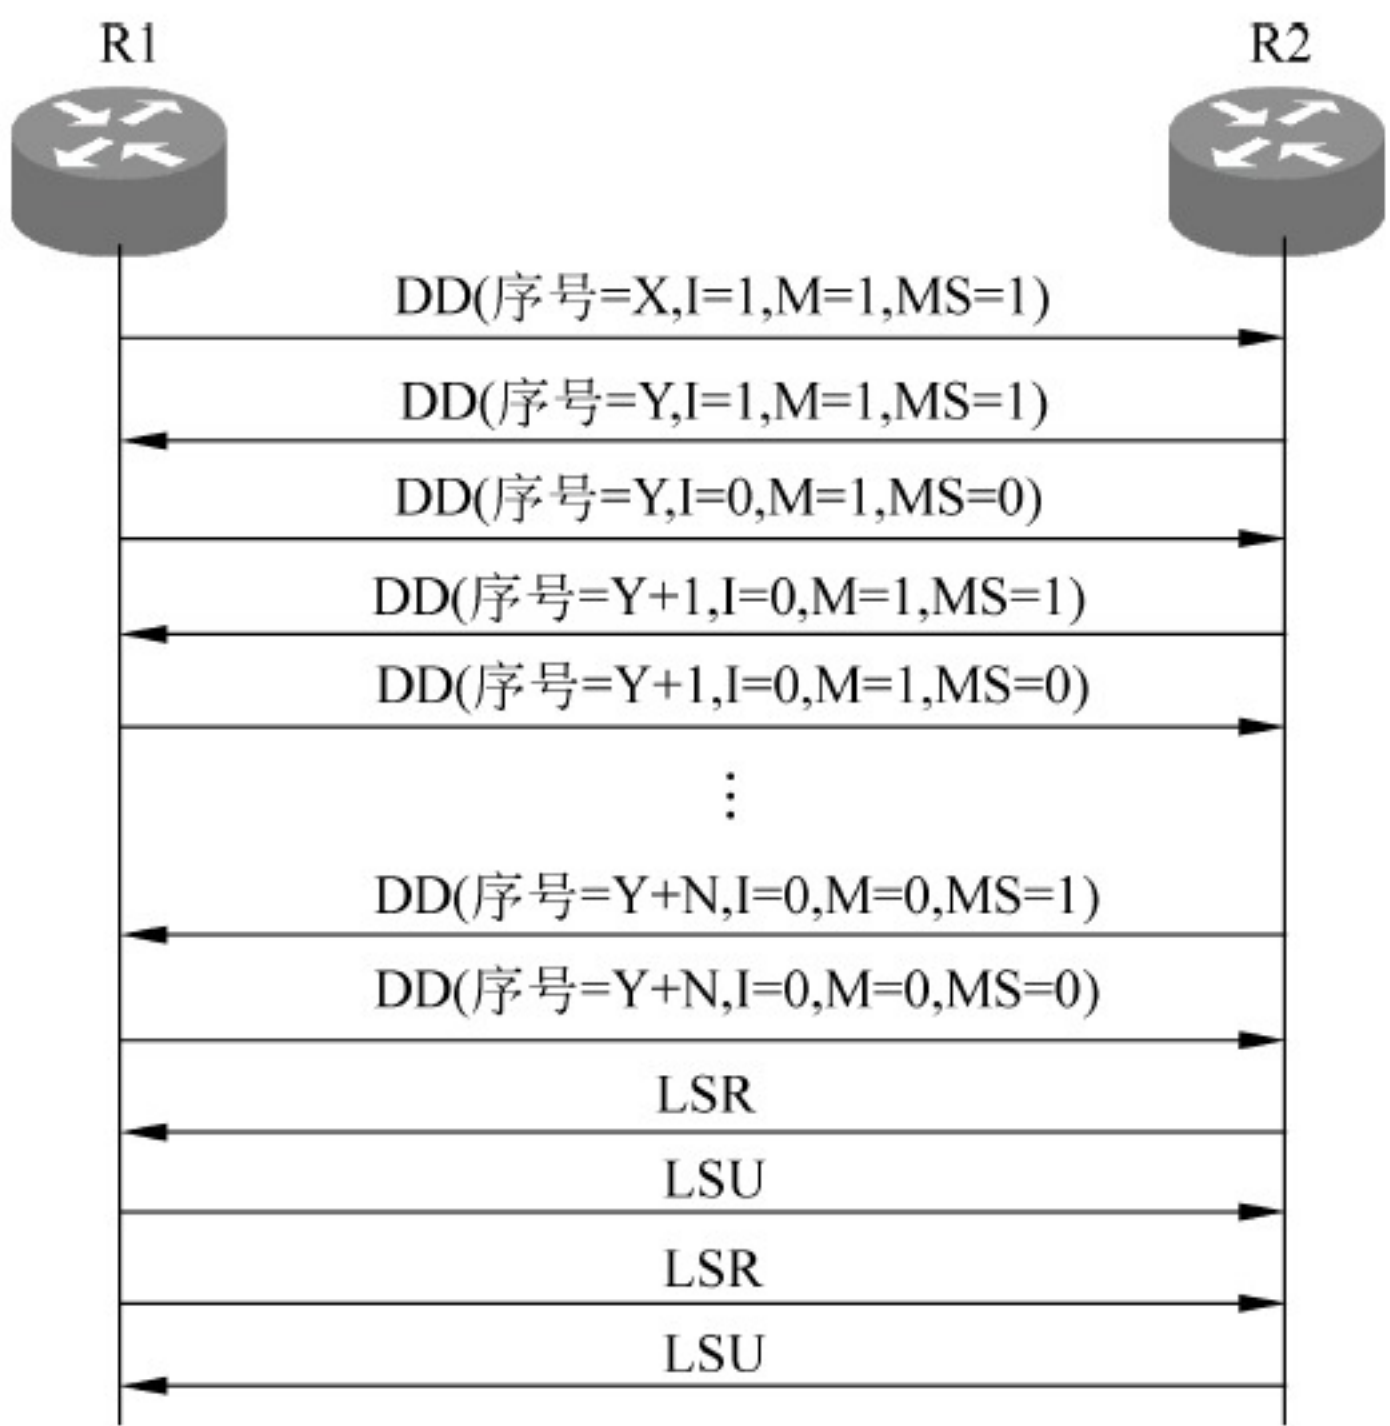 R1
R2
DD(序号=X,I=1,M=1,MS=1)
DD(序号=Y,I=1,M=1,MS=1)
DD(序号=Y,I=0,M=1,MS=0)
DD(序号=Y+1,I=0,M=1,MS=1)
DD(序号=Y+1,I=0,M=1,MS=0)
⋮
DD(序号=Y+N,I=0,M=0,MS=1)
DD(序号=Y+N,I=0,M=0,MS=0)
LSR
LSU
LSR
LSU